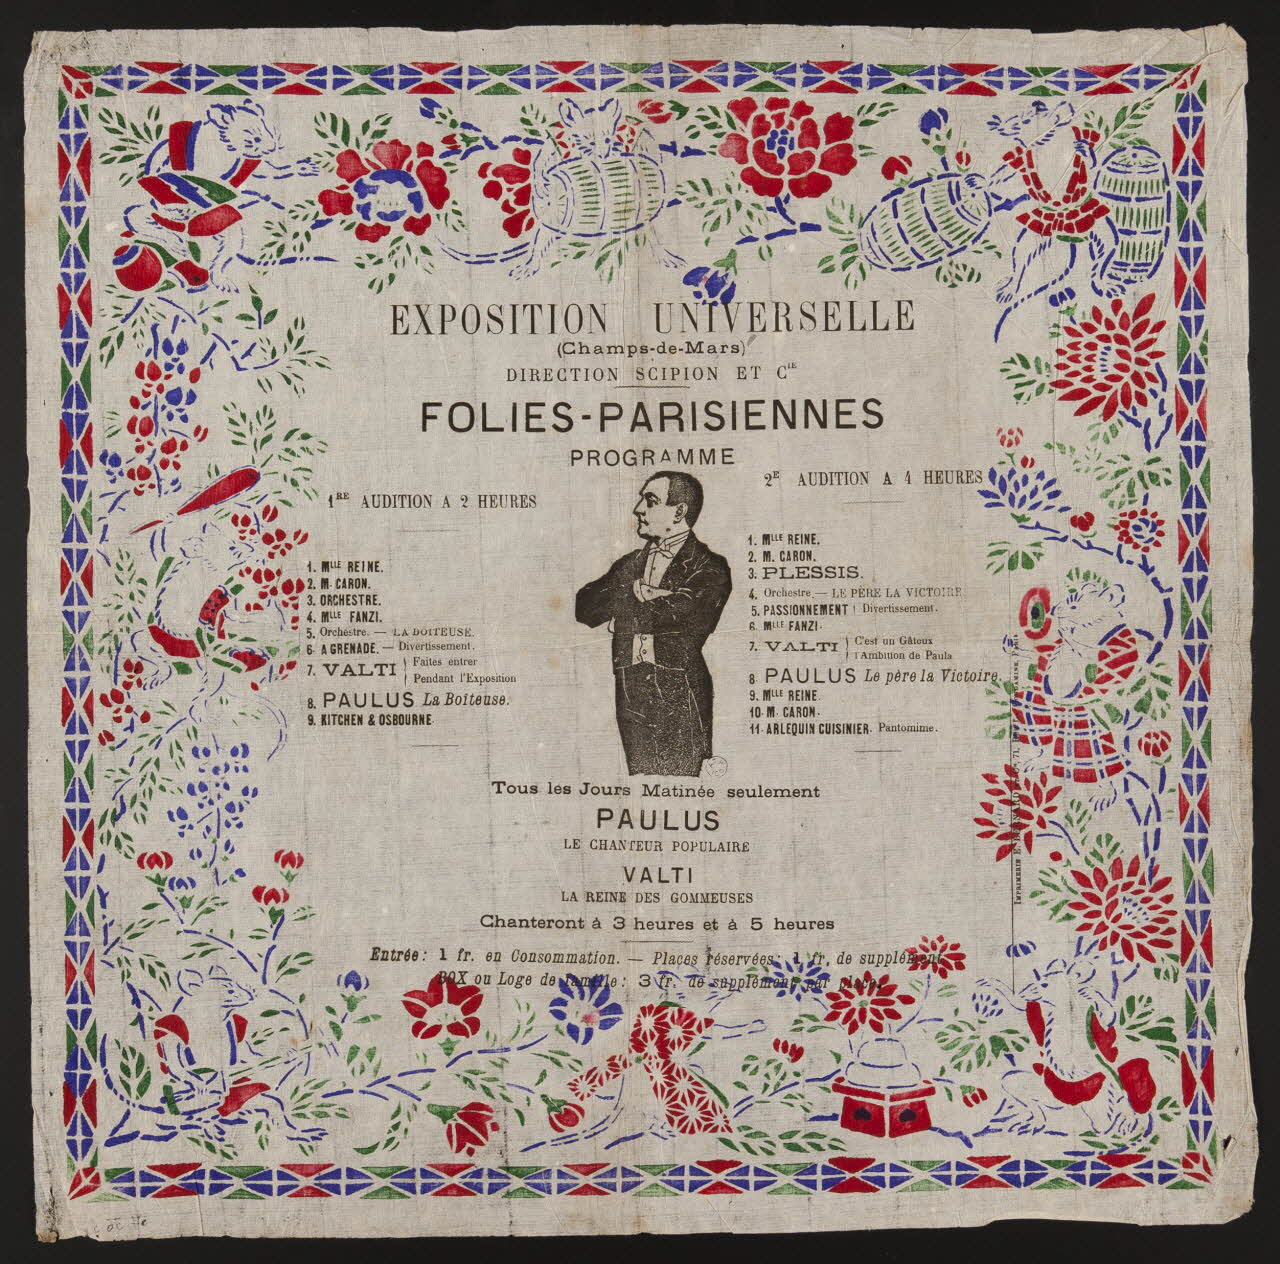 EXPOSITION UNIVERSELLE
(Champs-de-Mars)
DIRECTION SCIPION ET CIE
FOLIES-PARISIENNES
PROGRAMME
1RE AUDITION A 2 HEURES
1. MLLE REINE.
2. M. CARON.
3. ORCHESTRE.
4. MLLE FANZI.
5. Orchestre. — LA BOITEUSE.
6. A GRENADE. — Divertissement.
7. VALTI } Faites entrer
Pendant l'Exposition
8. PAULUS La Boîteuse.
9. KITCHEN & OSBOURNE.
2E AUDITION A 4 HEURES
1. MLLE REINE.
2. M. CARON.
3. PLESSIS.
4. Orchestre. — LE PÈRE LA VICTOIRE.
5. PASSIONNEMENT ! Divertissement.
6. MLLE FANZI.
7. VALTI } C'est un Gâteux
l'Ambition de Paula
8. PAULUS Le père la Victoire.
9. MLLE REINE.
10. M. CARON.
11. ARLEQUIN CUISINIER. Pantomime.
Tous les Jours Matinée seulement
PAULUS
LE CHANTEUR POPULAIRE
VALTI
LA REINE DES GOMMEUSES
Chanteront à 3 heures et à 5 heures
Entrée : 1 fr. en Consommation. — Places réservées : 1 fr. de supplément.
BOX ou Loge de famille : 3 fr. de supplément par place.
IMPRIMERIE 71, PARIS